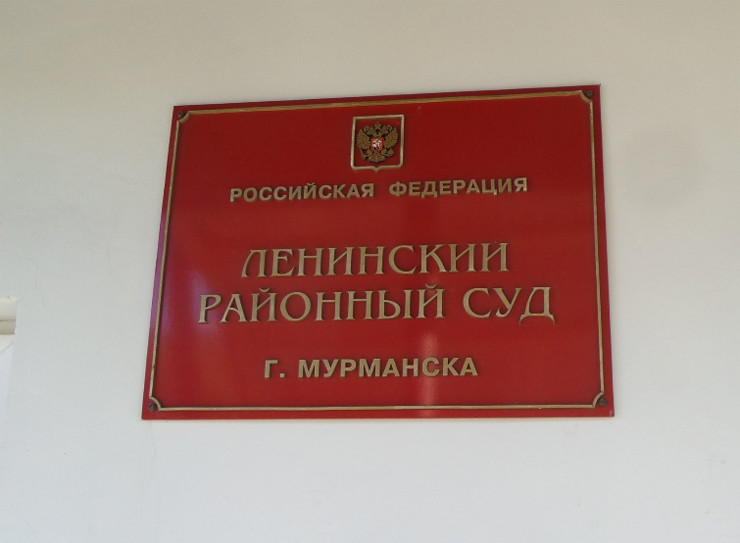 РОССИЙСКАЯ ФЕДЕРАЦИЯ
ЛЕНИНСКИЙ
РАЙОННЫЙ СУД
Г. МУРМАНСКА